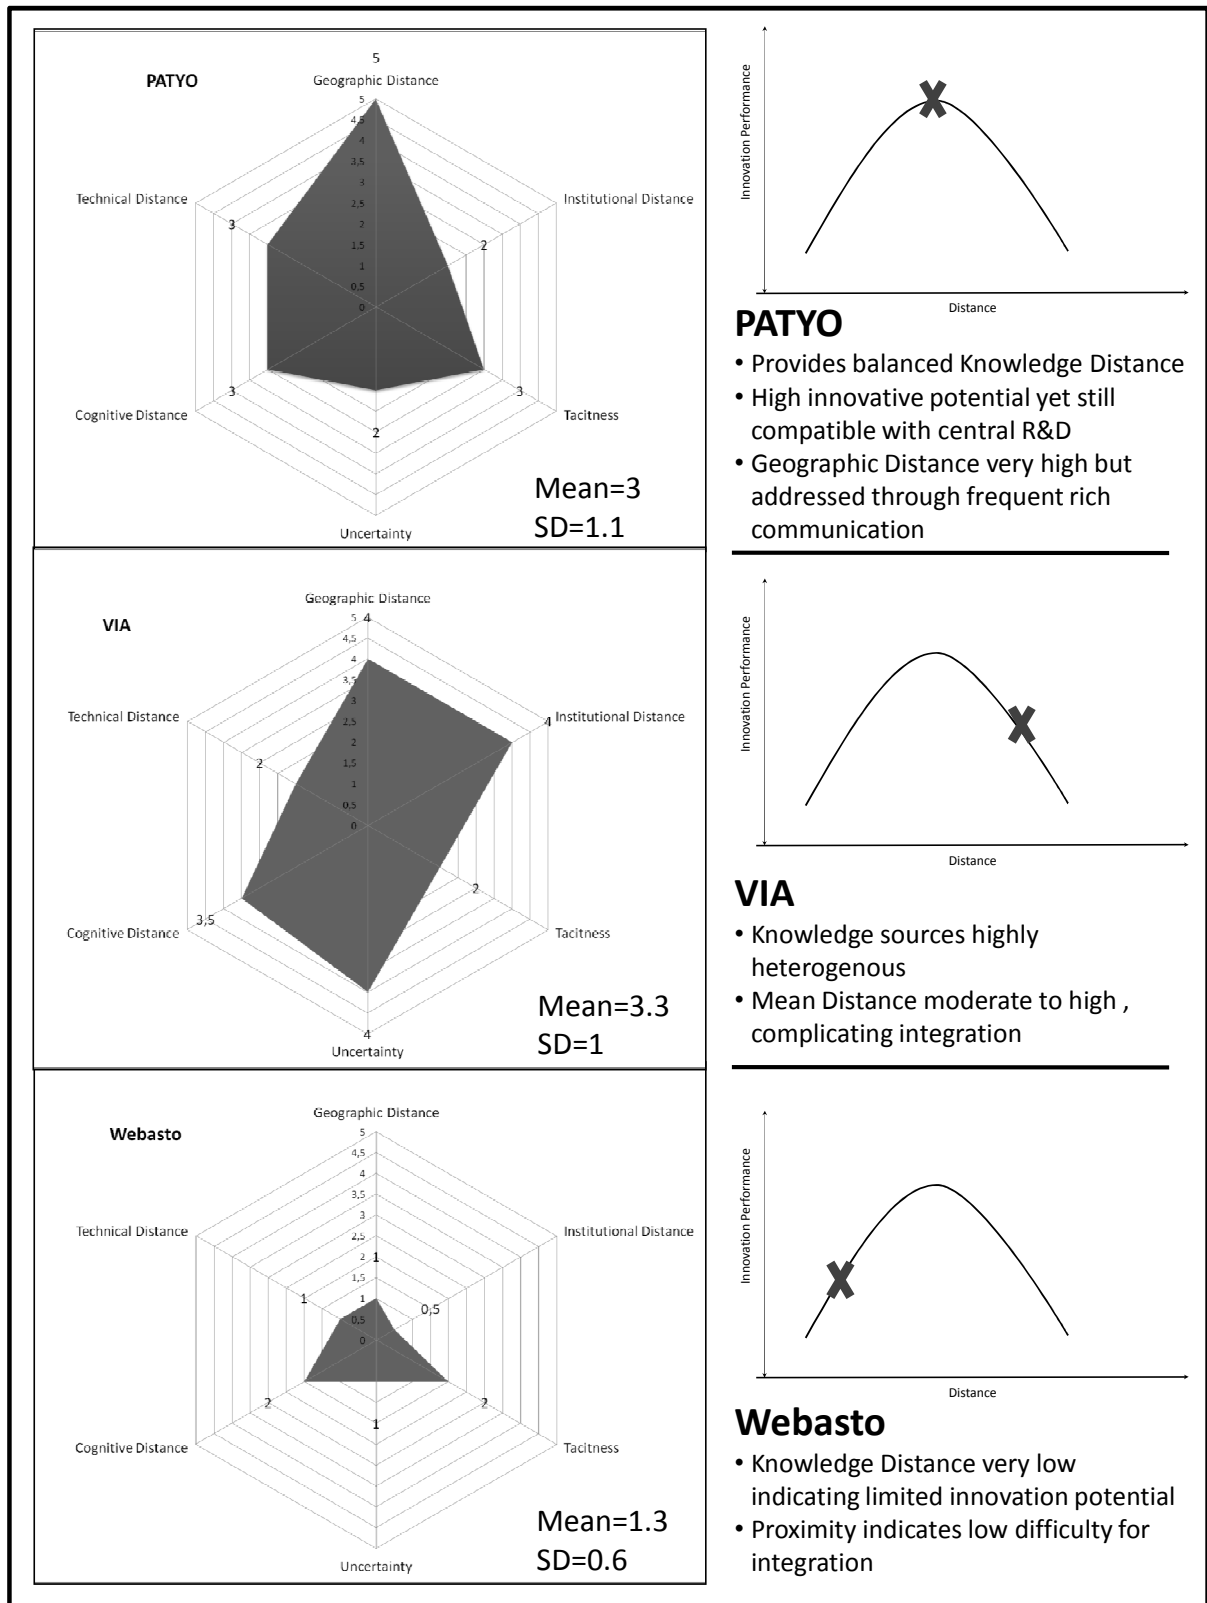 PATYO
5
Geographic Distance
5
4,5
4
3,5
3
2,5
2
1,5
1
0,5
0
Technical Distance
3
Institutional Distance
2
Cognitive Distance
3
Tacitness
3
2
Uncertainty
Mean=3
SD=1.1
Innovation Performance
Distance
PATYO
• Provides balanced Knowledge Distance
• High innovative potential yet still
compatible with central R&D
• Geographic Distance very high but
addressed through frequent rich
communication
VIA
Geographic Distance
4
5
4,5
4
3,5
3
2,5
2
1,5
1
0,5
0
Technical Distance
2
Institutional Distance
4
Cognitive Distance
3,5
Tacitness
2
4
Uncertainty
Mean=3.3
SD=1
Innovation Performance
Distance
VIA
• Knowledge sources highly
heterogenous
• Mean Distance moderate to high ,
complicating integration
Webasto
Geographic Distance
5
4,5
4
3,5
3
2,5
2
1
1,5
1
0,5
0
Technical Distance
1
Institutional Distance
0,5
Cognitive Distance
2
Tacitness
2
1
Uncertainty
Mean=1.3
SD=0.6
Innovation Performance
Distance
Webasto
• Knowledge Distance very low
indicating limited innovation potential
• Proximity indicates low difficulty for
integration